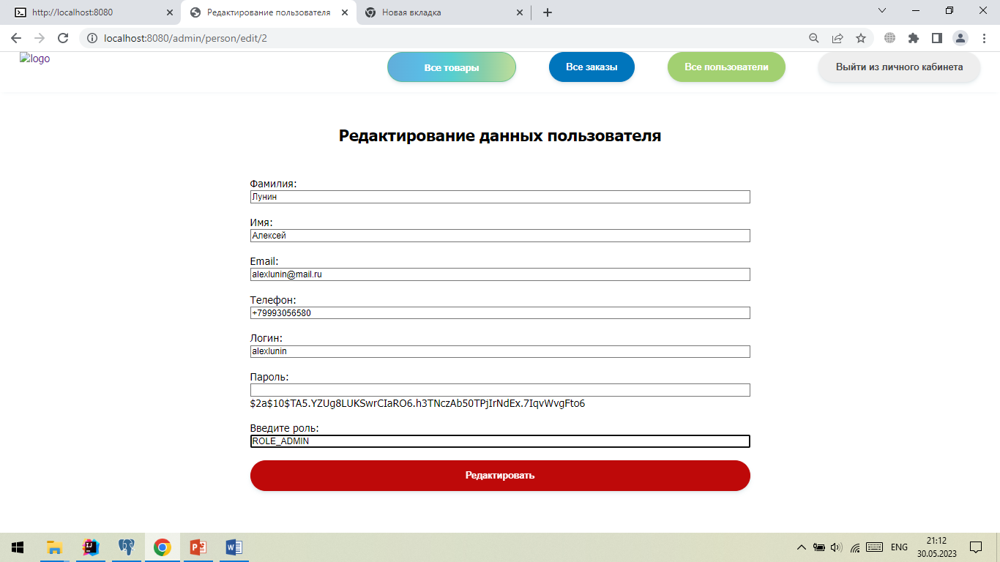 http://localhost:8080
Редактирование пользователя
Новая вкладка
localhost:8080/admin/person/edit/2
logo
Все товары
Все заказы
Все пользователи
Выйти из личного кабинета
Редактирование данных пользователя
Фамилия:
Лунин
Имя:
Алексей
Email:
alexlunin@mail.ru
Телефон:
+79993056580
Логин:
alexlunin
Пароль:
$2a$10$TA5.YZUg8LUKSwrCIaRO6.h3TNczAb50TPjIrNdEx.7IqvWvgFto6
Введите роль:
ROLE_ADMIN
Редактировать
ENG
21:12
30.05.2023